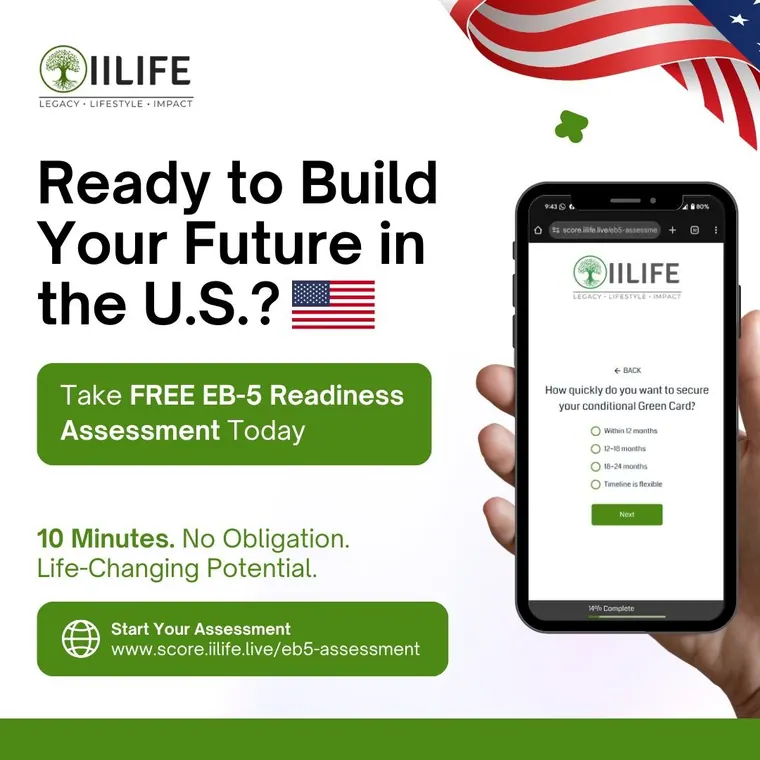 IILIFE
LEGACY • LIFESTYLE • IMPACT
Ready to Build
Your Future in
the U.S.?
Take FREE EB-5 Readiness
Assessment Today
10 Minutes. No Obligation.
Life-Changing Potential.
Start Your Assessment
www.score.iilife.live/eb5-assessment
9:43
80%
score.iilife.live/eb5-assessme
IILIFE
LEGACY • LIFESTYLE • IMPACT
← BACK
How quickly do you want to secure
your conditional Green Card?
Within 12 months
12-18 months
18-24 months
Timeline is flexible
Next
14% Complete